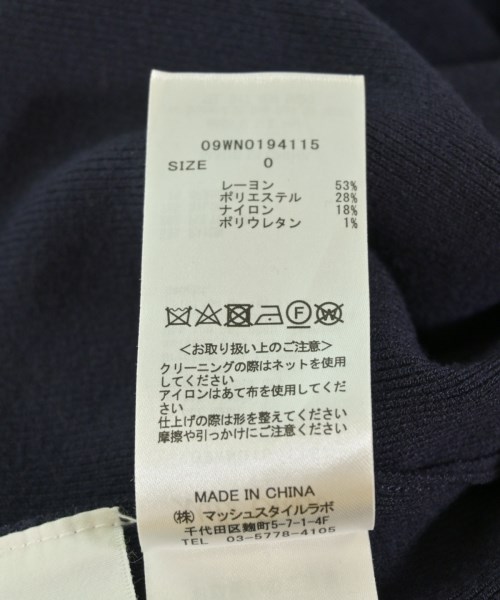 09WNO194115
SIZE 0
レーヨン 53%
ポリエステル 28%
ナイロン 18%
ポリウレタン 1%
F W
<お取り扱い上のご注意>
クリーニングの際はネットを使用
してください
アイロンはあて布を使用してくだ
さい
仕上げの際は形を整えてください
摩擦や引っかけにご注意ください
MADE IN CHINA
(株) マッシュスタイルラボ
千代田区麹町5-7-1-4F
TEL 03-5778-4105